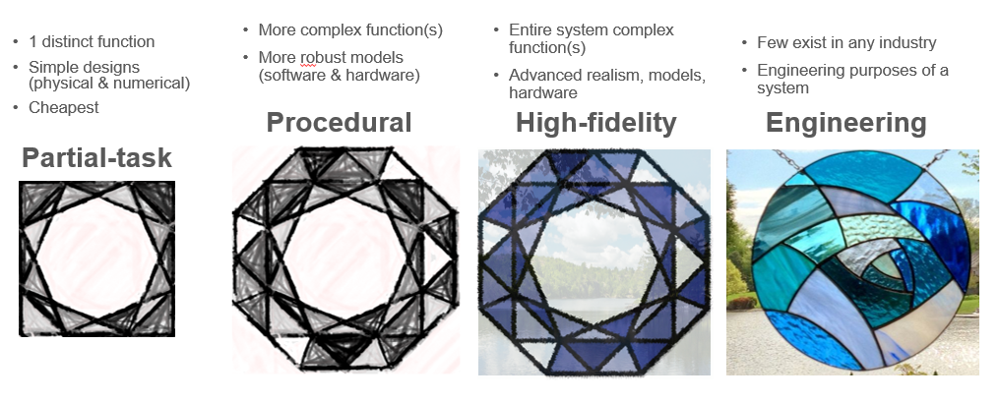 • 1 distinct function
• Simple designs
(physical & numerical)
• Cheapest
Partial-task
• More complex function(s)
• More robust models
(software & hardware)
Procedural
• Entire system complex
function(s)
• Advanced realism, models,
hardware
High-fidelity
• Few exist in any industry
• Engineering purposes of a
system
Engineering